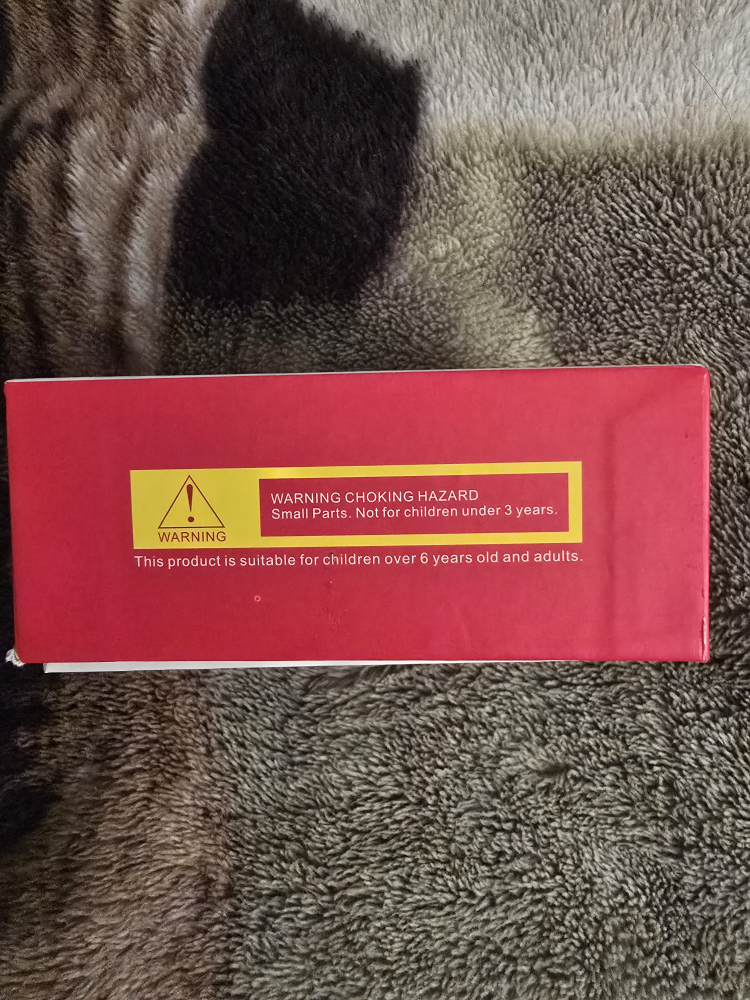 WARNING
WARNING CHOKING HAZARD
Small Parts. Not for children under 3 years.
This product is suitable for children over 6 years old and adults.